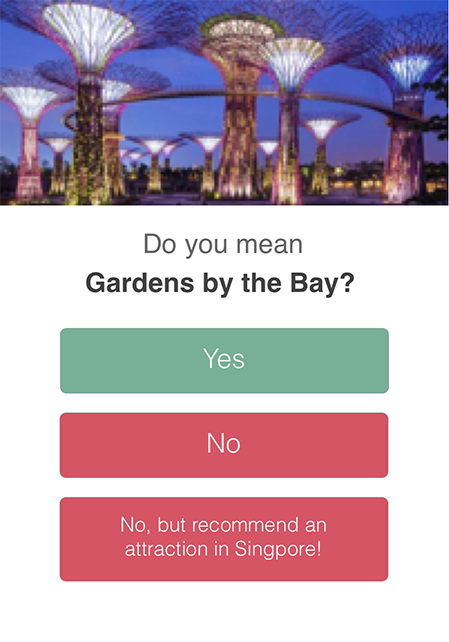 Do you mean
Gardens by the Bay?
Yes
No
No, but recommend an
attraction in Singpore!